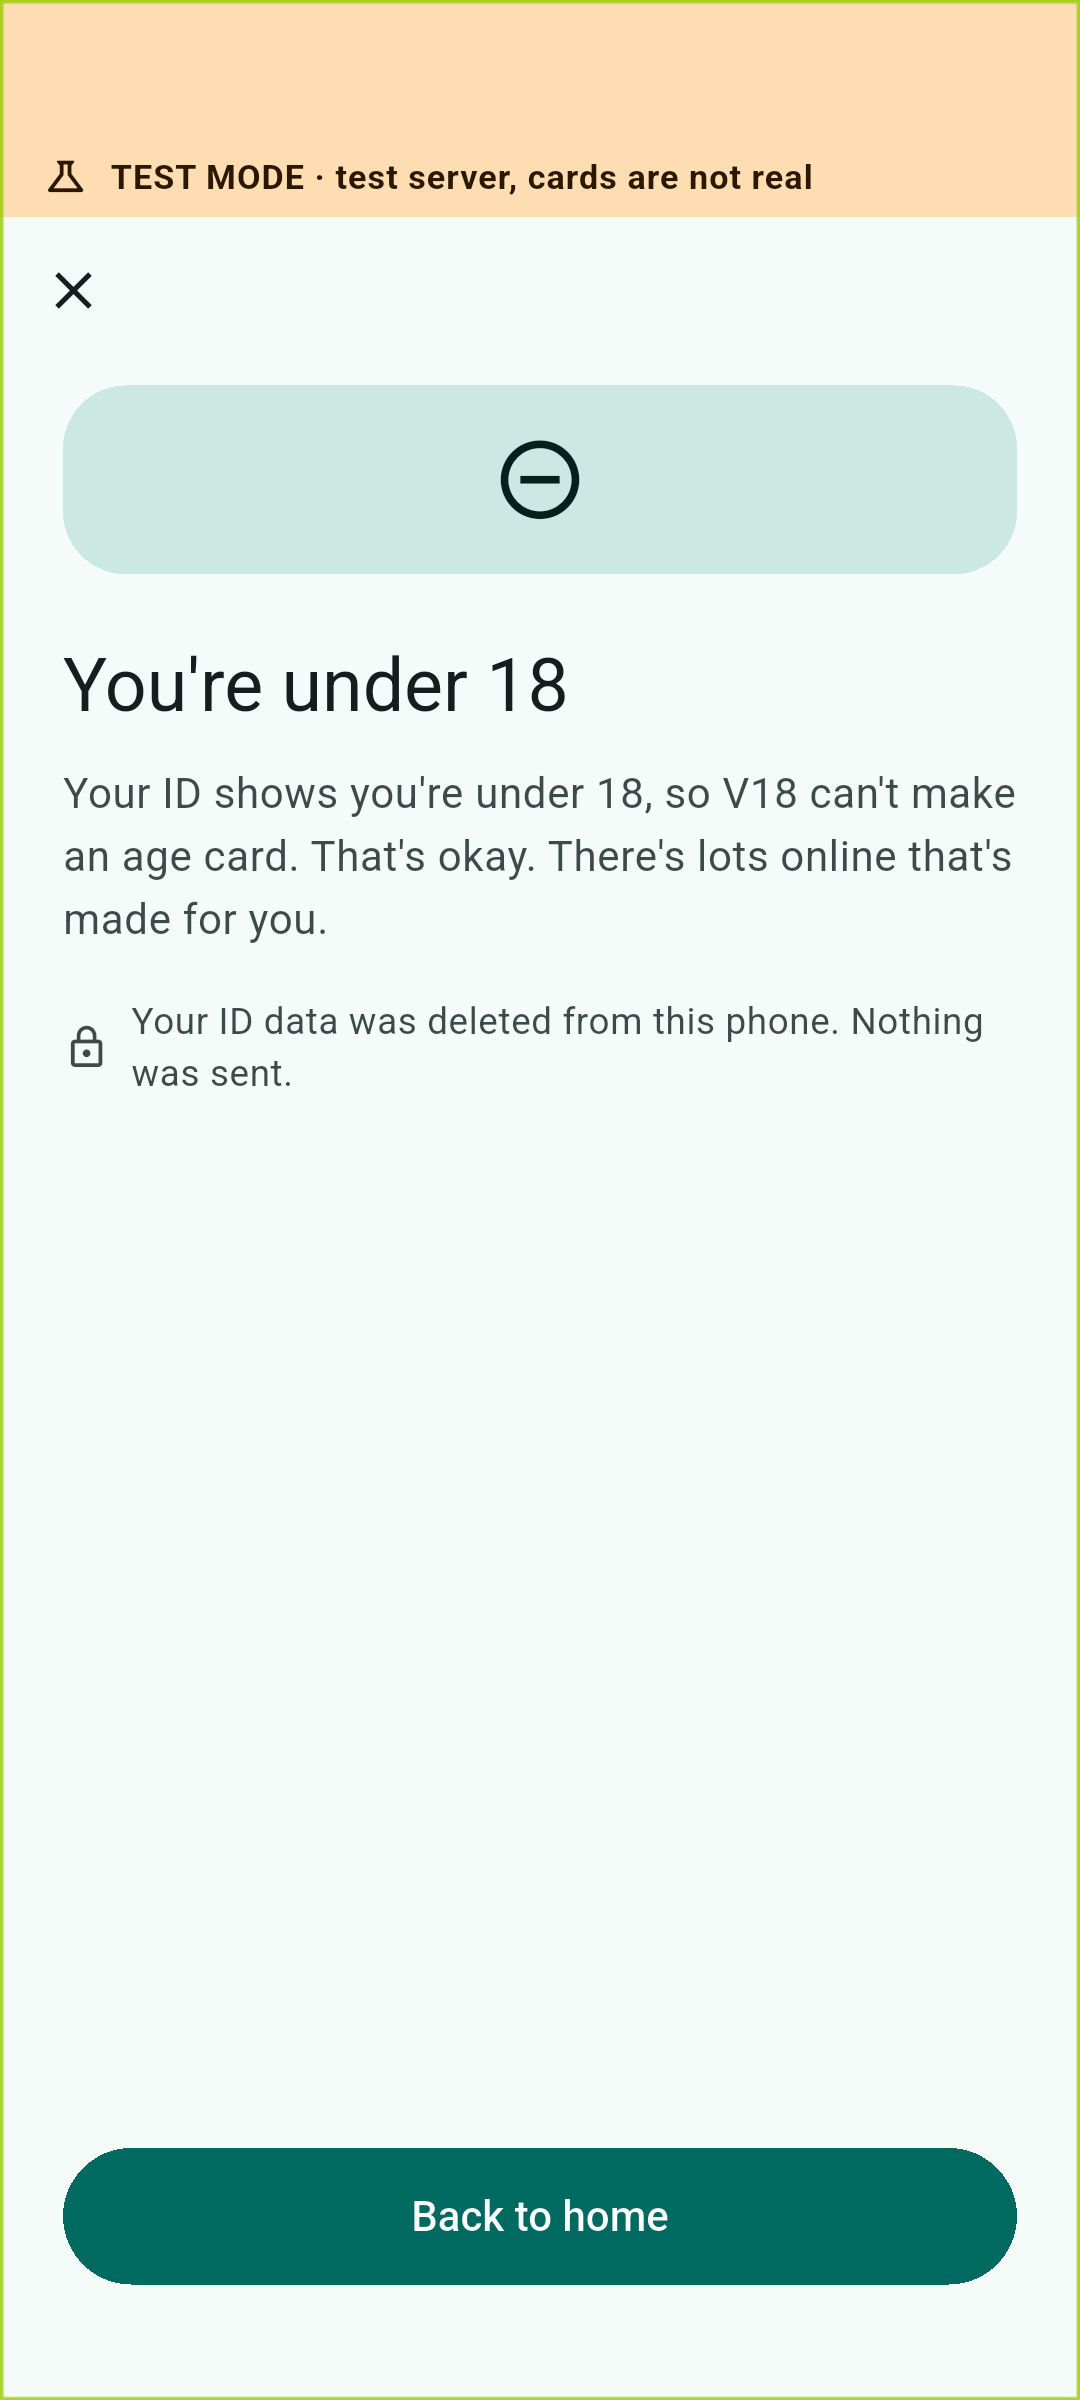 TEST MODE · test server, cards are not real
You're under 18
Your ID shows you're under 18, so V18 can't make
an age card. That's okay. There's lots online that's
made for you.
Your ID data was deleted from this phone. Nothing
was sent.
Back to home